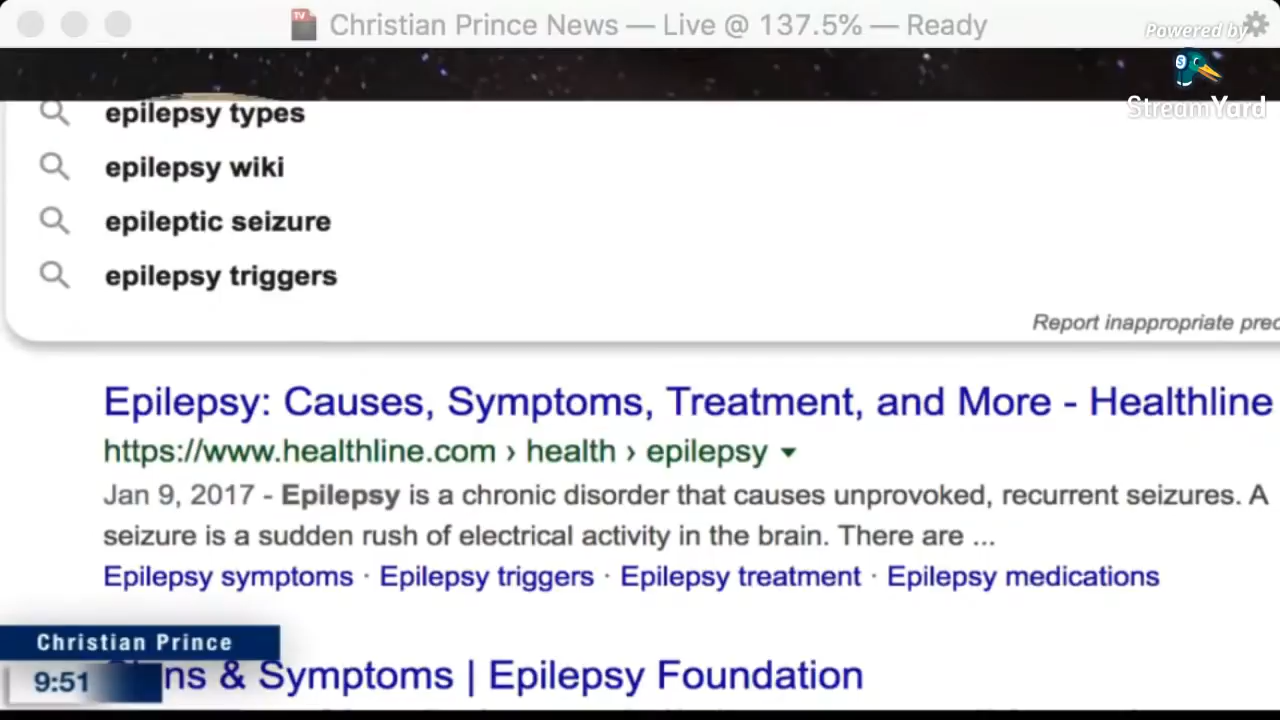 Christian Prince News — Live @ 137.5% — Ready
Powered by
StreamYard
epilepsy types
epilepsy wiki
epileptic seizure
epilepsy triggers
Report inappropriate
Epilepsy: Causes, Symptoms, Treatment, and More - Healthline
https://www.healthline.com › health › epilepsy
Jan 9, 2017 - Epilepsy is a chronic disorder that causes unprovoked, recurrent seizures. A
seizure is a sudden rush of electrical activity in the brain. There are ...
Epilepsy symptoms · Epilepsy triggers · Epilepsy treatment · Epilepsy medications
Christian Prince
9:51
& Symptoms | Epilepsy Foundation